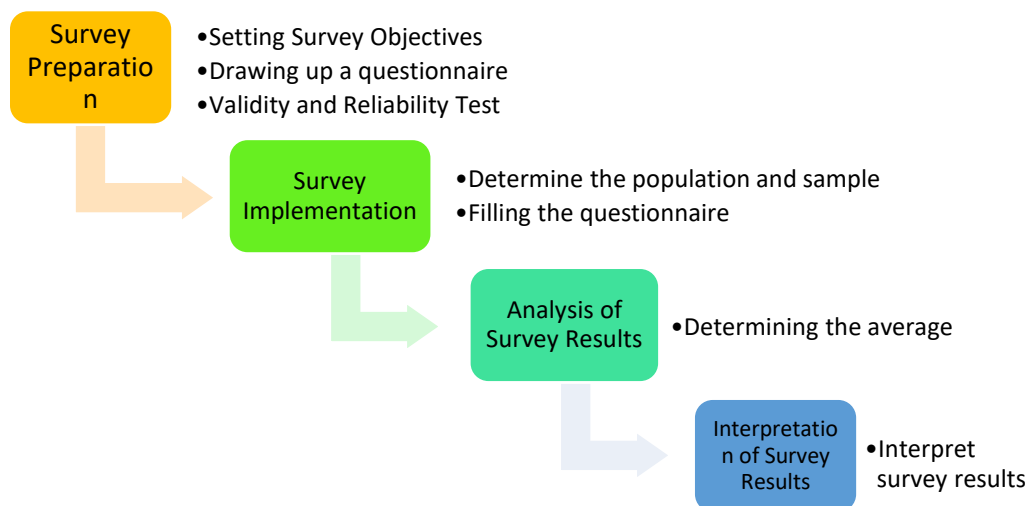 Survey
Preparatio
n
•Setting Survey Objectives
•Drawing up a questionnaire
•Validity and Reliability Test
Survey
Implementation
•Determine the population and sample
•Filling the questionnaire
Analysis of
Survey Results
•Determining the average
Interpretatio
n of Survey
Results
•Interpret
survey results